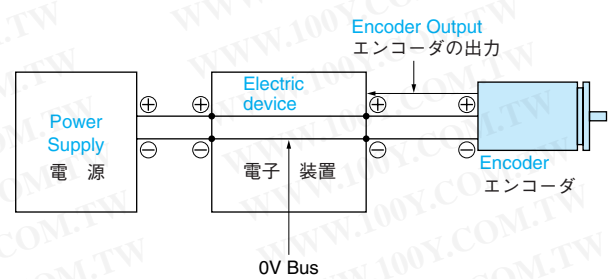 Encoder Output
エンコーダの出力
Electric
device
Power
Supply
電 源
電子 装置
Encoder
エンコーダ
0V Bus
⊕ ⊕ ⊕ ⊕
⊖ ⊖ ⊖ ⊖
WWW.100Y.COM.TW